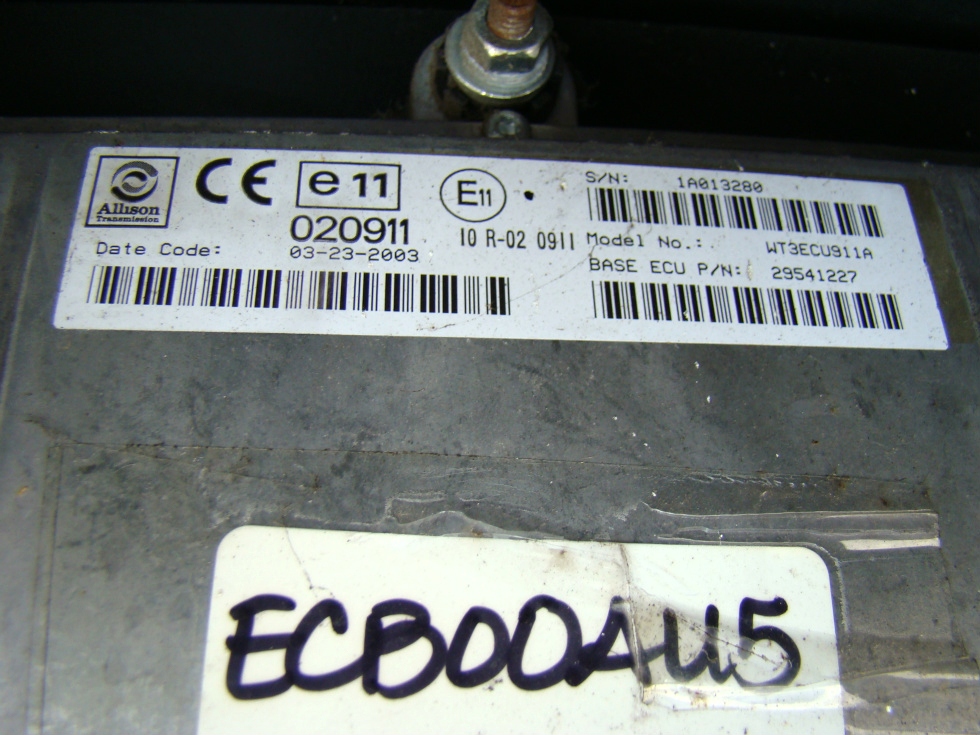 Allison
Transmission
CE
e 11
020911
E11
10 R-02 0911
Date Code: 03-23-2003
S/N: 1A013280
Model No.: WT3ECU911A
BASE ECU P/N: 29541227
ECB00AU5